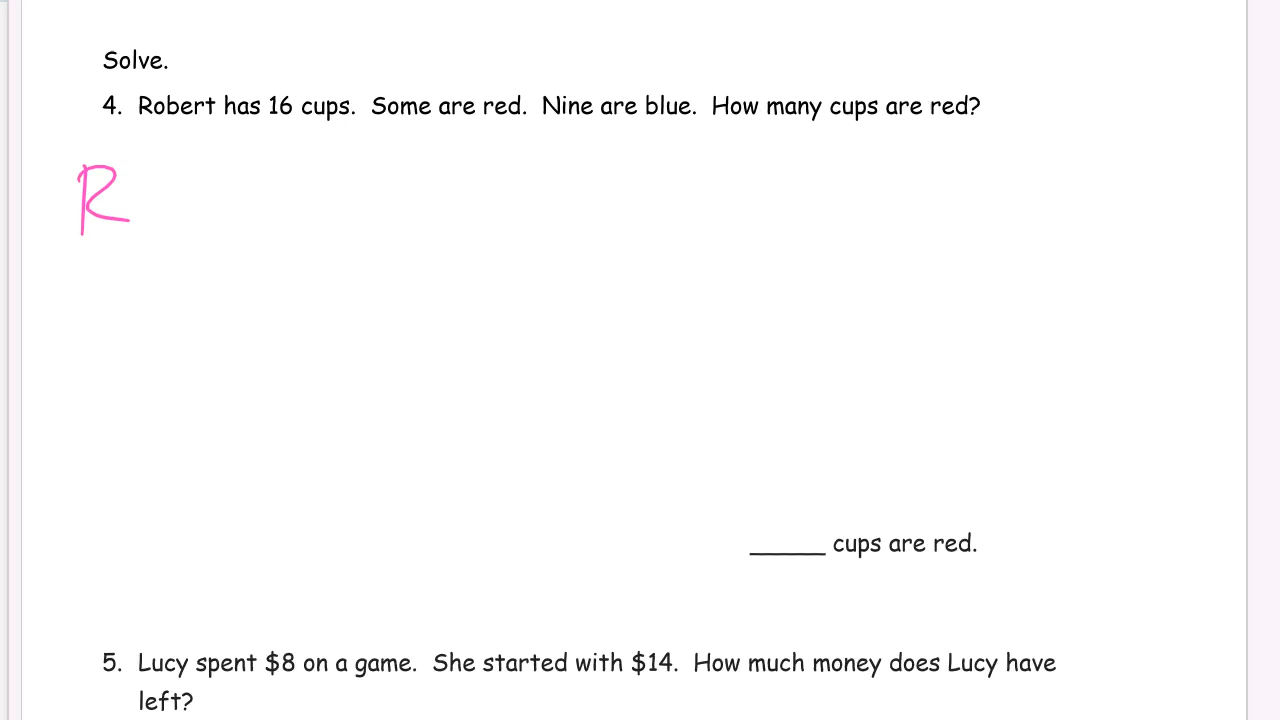 Solve.
4. Robert has 16 cups. Some are red. Nine are blue. How many cups are red?
R
_____ cups are red.
5. Lucy spent $8 on a game. She started with $14. How much money does Lucy have
left?